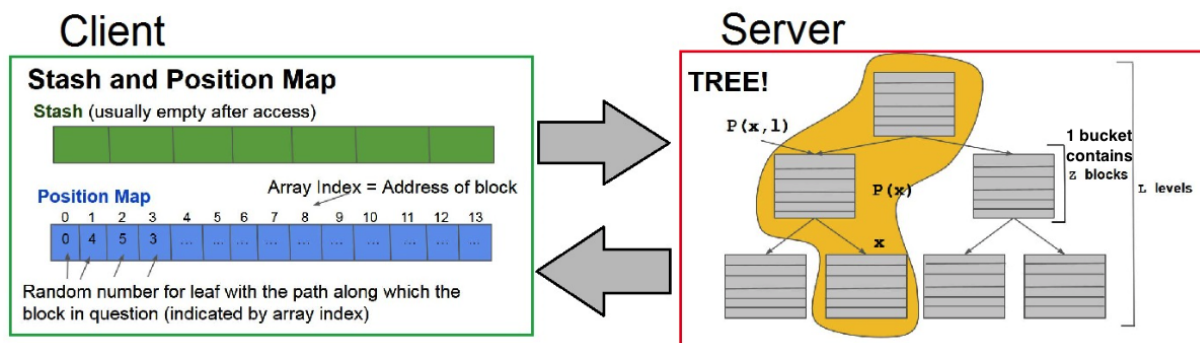 Client
Stash and Position Map
Stash (usually empty after access)
Array Index = Address of block
Position Map
0 1 2 3 4 5 6 7 8 9 10 11 12 13
0 4 5 3 ... ... ... ... ... ... ... ... ... ...
Random number for leaf with the path along which the
block in question (indicated by array index)
Server
TREE!
P(x,l)
P(x)
x
1 bucket
contains
Z blocks
L levels